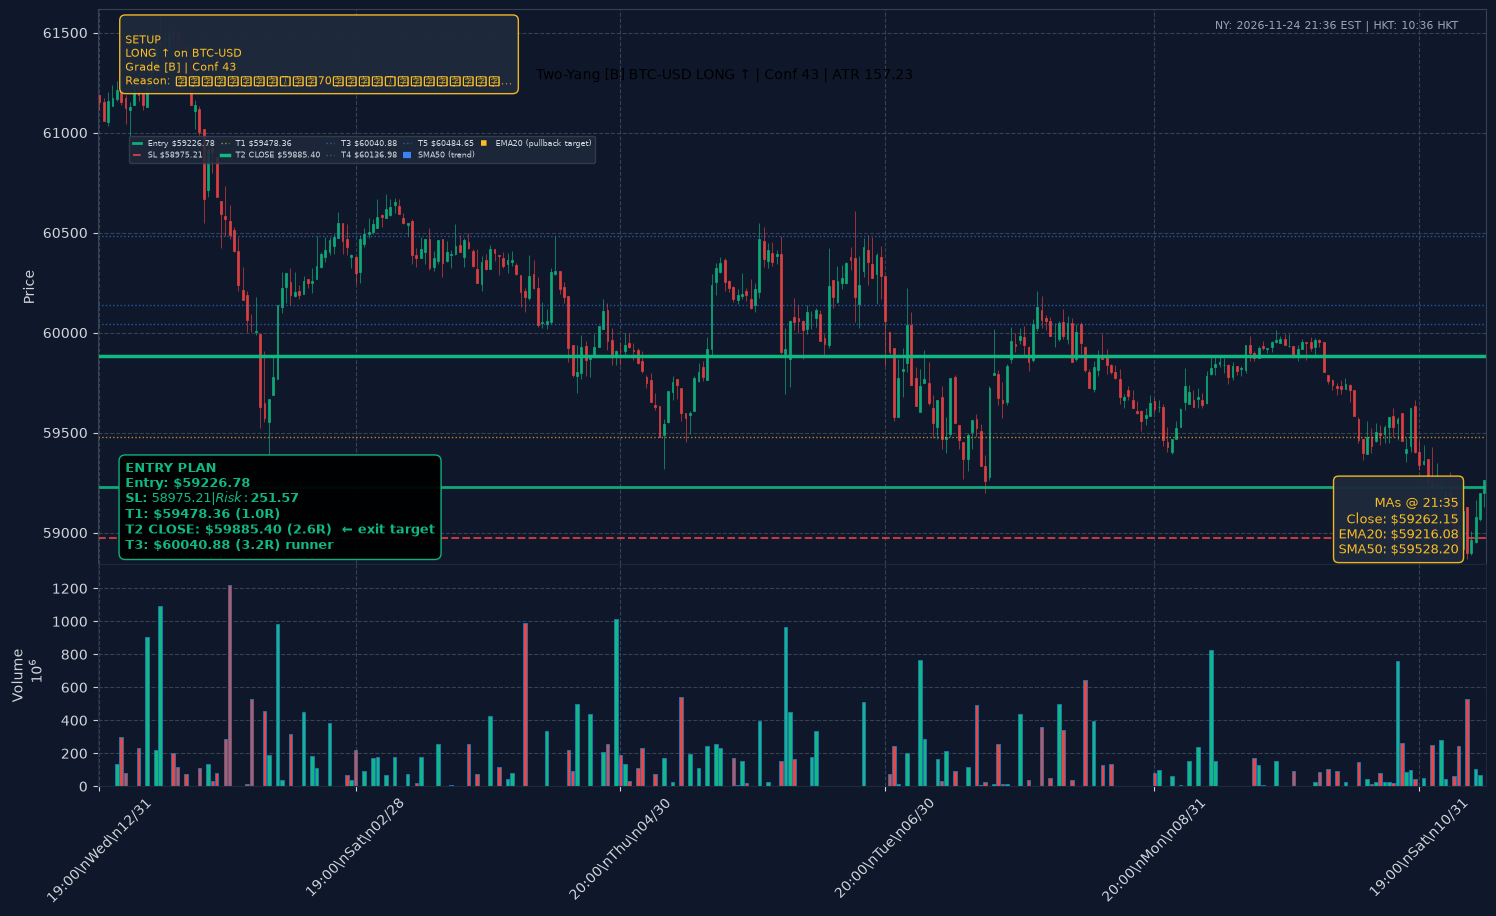 NY: 2026-11-24 21:36 EST | HKT: 10:36 HKT
SETUP
LONG ↑ on BTC-USD
Grade [B] | Conf 43
Reason: 70...
Two-Yang [B] BTC-USD LONG ↑ | Conf 43 | ATR 157.23
Entry $59226.78
SL $58975.21
T1 $59478.36
T2 CLOSE $59885.40
T3 $60040.88
T4 $60136.98
T5 $60484.65
SMA50 (trend)
EMA20 (pullback target)
Price
61500
61000
60500
60000
59500
59000
ENTRY PLAN
Entry: $59226.78
SL: 58975.21|Risk:251.57
T1: $59478.36 (1.0R)
T2 CLOSE: $59885.40 (2.6R) ← exit target
T3: $60040.88 (3.2R) runner
MAs @ 21:35
Close: $59262.15
EMA20: $59216.08
SMA50: $59528.20
Volume
10⁶
1200
1000
800
600
400
200
0
19:00\nWed\n12/31
19:00\nSat\n02/28
20:00\nThu\n04/30
20:00\nTue\n06/30
20:00\nMon\n08/31
19:00\nSat\n10/31